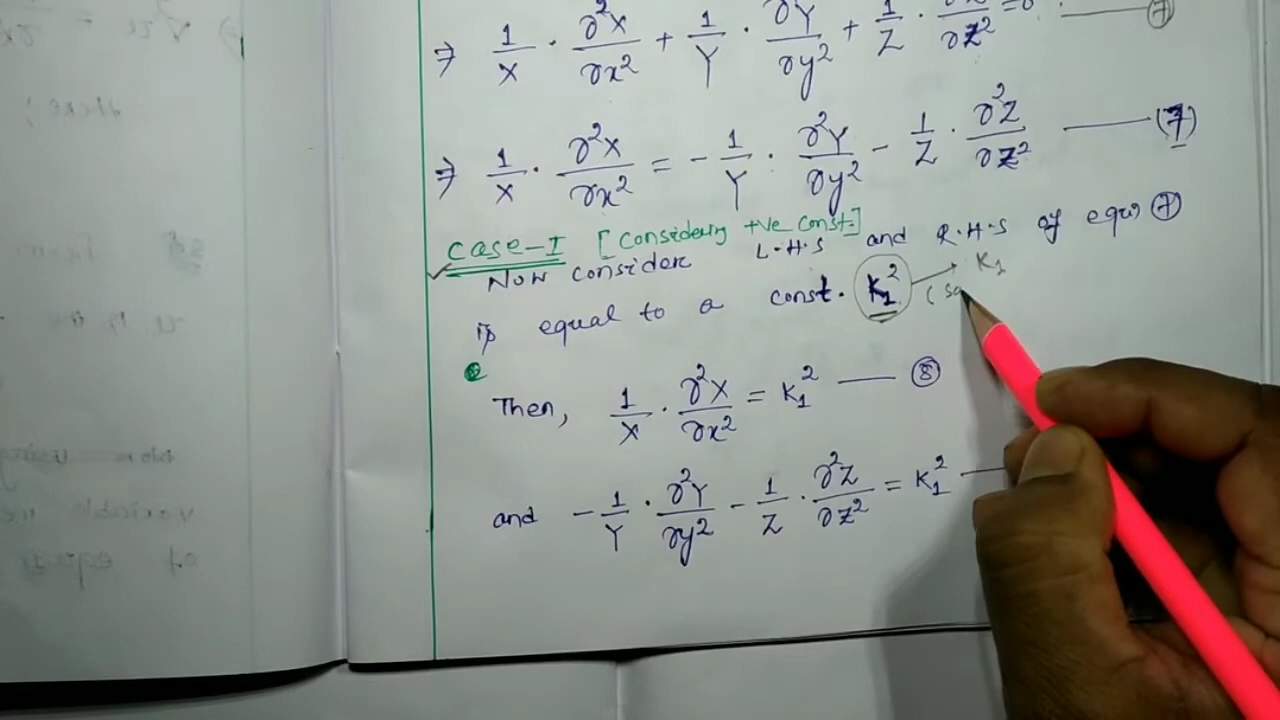 ⇒ 1/X · ∂²X/∂x² + 1/Y · ∂Y/∂y² + 1/Z · ∂Z² = 0 —— (7)
⇒ 1/X · ∂²X/∂x² = - 1/Y · ∂²Y/∂y² - 1/Z · ∂²Z/∂Z² —— (7)
Case-I [Considering +ve Const.]
Now consider L.H.S and R.H.S of eqn (7)
is equal to a const. K₁² → K₁
(sq
Then, 1/X · ∂²X/∂x² = K₁² —— (8)
and - 1/Y · ∂²Y/∂y² - 1/Z · ∂²Z/∂Z² = K₁² ——